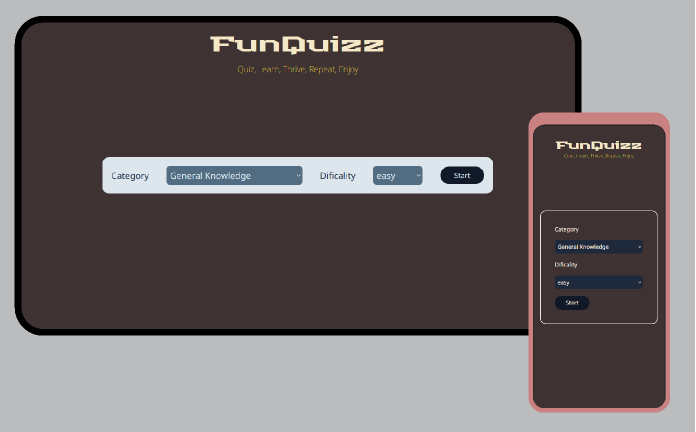 FunQuizz
Quiz, Learn, Thrive, Repeat, Enjoy
Category General Knowledge Dificality easy Start
FunQuizz
Quiz, Learn, Thrive, Repeat, Enjoy
Category
General Knowledge
Dificality
easy
Start